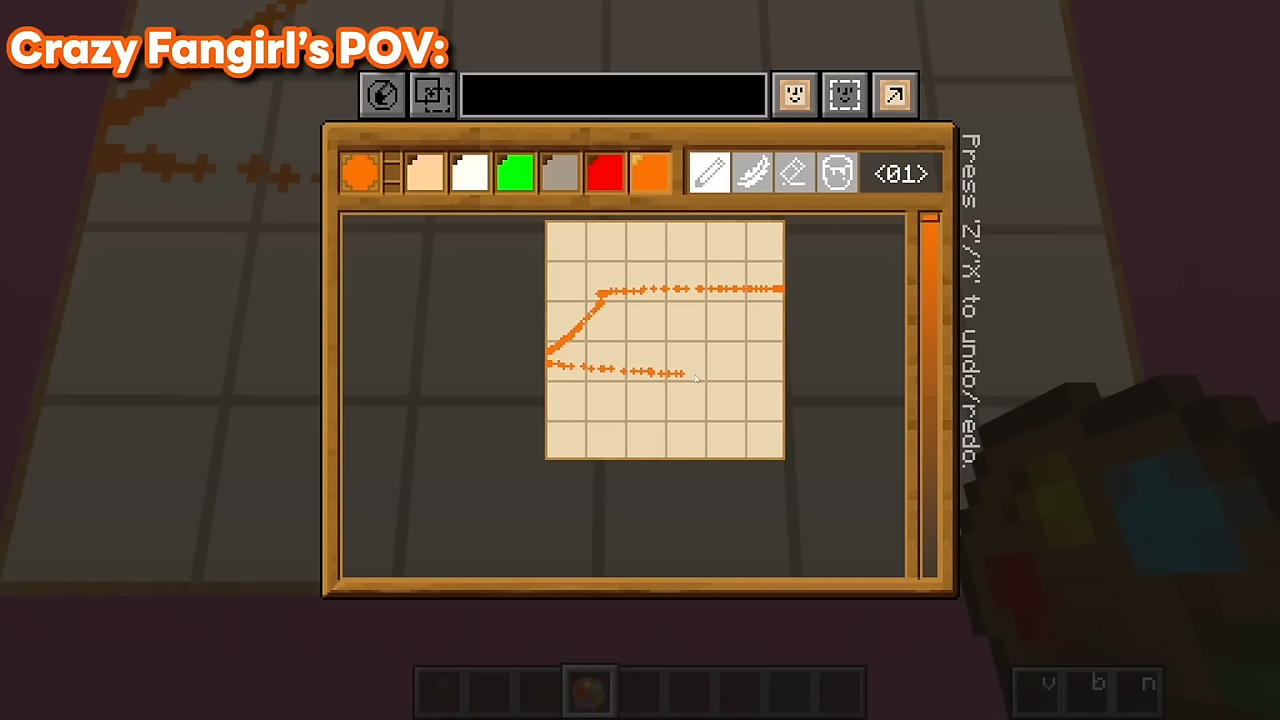 Crazy Fangirl's POV:
<01>
Press 'Z'/'X' to undo/redo.
v b n